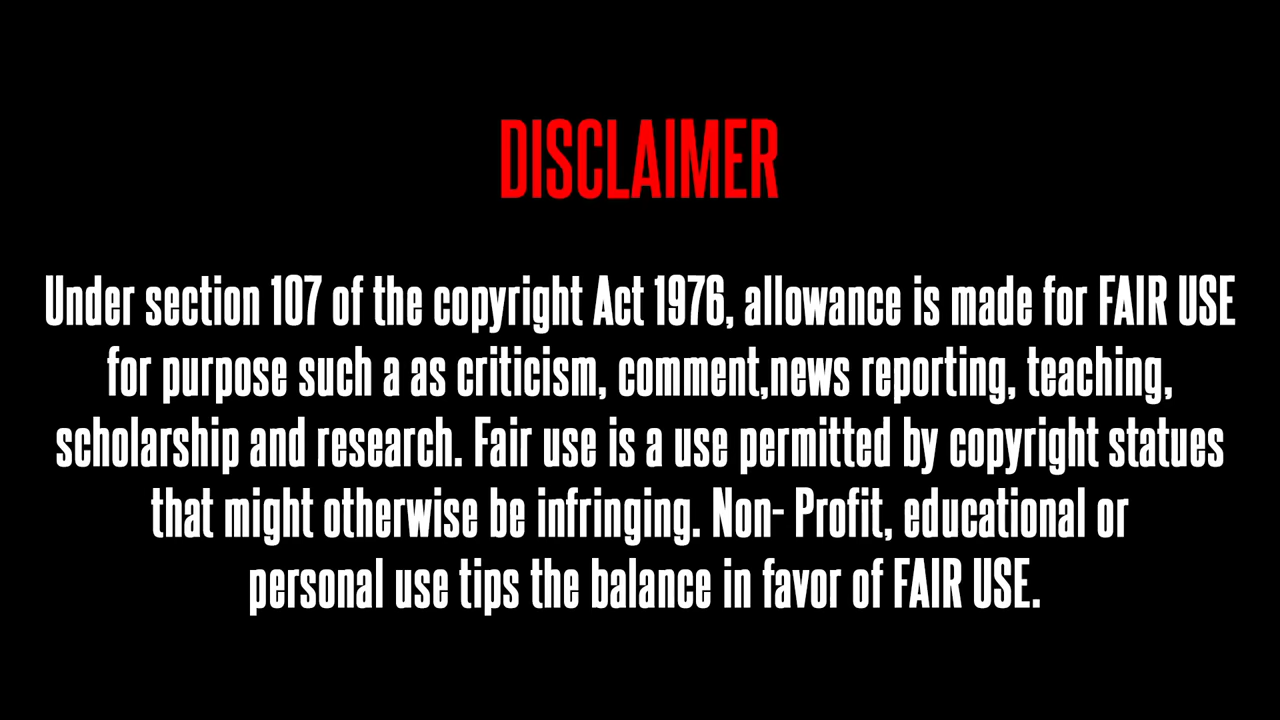 DISCLAIMER
Under section 107 of the copyright Act 1976, allowance is made for FAIR USE
for purpose such a as criticism, comment,news reporting, teaching,
scholarship and research. Fair use is a use permitted by copyright statues
that might otherwise be infringing. Non- Profit, educational or
personal use tips the balance in favor of FAIR USE.